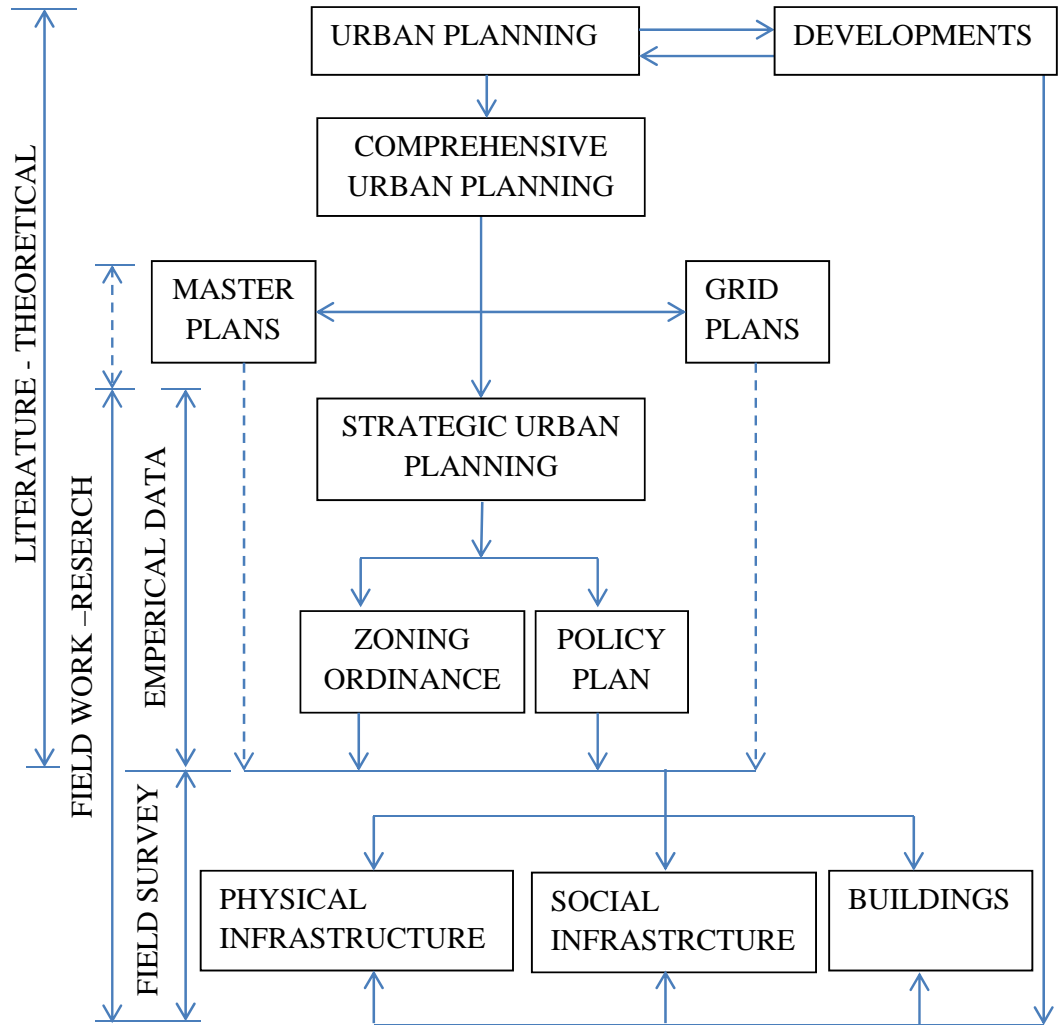 URBAN PLANNING
DEVELOPMENTS
COMPREHENSIVE
URBAN PLANNING
MASTER
PLANS
GRID
PLANS
STRATEGIC URBAN
PLANNING
ZONING
ORDINANCE
POLICY
PLAN
PHYSICAL
INFRASTRUCTURE
SOCIAL
INFRASTRCTURE
BUILDINGS
LITERATURE - THEORETICAL
FIELD WORK –RESERCH
EMPERICAL DATA
FIELD SURVEY